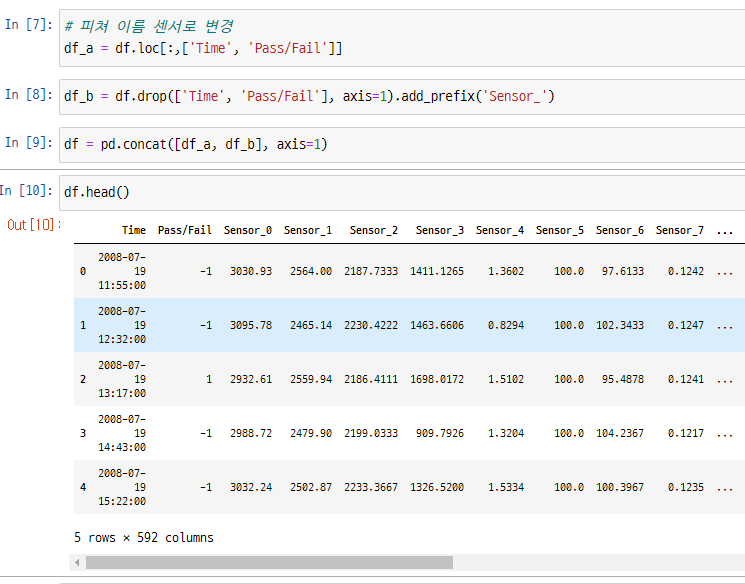 In [7]: # 피쳐 이름 센서로 변경
df_a = df.loc[:,['Time', 'Pass/Fail']]
In [8]: df_b = df.drop(['Time', 'Pass/Fail'], axis=1).add_prefix('Sensor_')
In [9]: df = pd.concat([df_a, df_b], axis=1)
In [10]: df.head()
Out[10]:
Time Pass/Fail Sensor_0 Sensor_1 Sensor_2 Sensor_3 Sensor_4 Sensor_5 Sensor_6 Sensor_7 ...
2008-07-
0 19 -1 3030.93 2564.00 2187.7333 1411.1265 1.3602 100.0 97.6133 0.1242 ...
11:55:00
2008-07-
1 19 -1 3095.78 2465.14 2230.4222 1463.6606 0.8294 100.0 102.3433 0.1247 ...
12:32:00
2008-07-
2 19 1 2932.61 2559.94 2186.4111 1698.0172 1.5102 100.0 95.4878 0.1241 ...
13:17:00
2008-07-
3 19 -1 2988.72 2479.90 2199.0333 909.7926 1.3204 100.0 104.2367 0.1217 ...
14:43:00
2008-07-
4 19 -1 3032.24 2502.87 2233.3667 1326.5200 1.5334 100.0 100.3967 0.1235 ...
15:22:00
5 rows × 592 columns